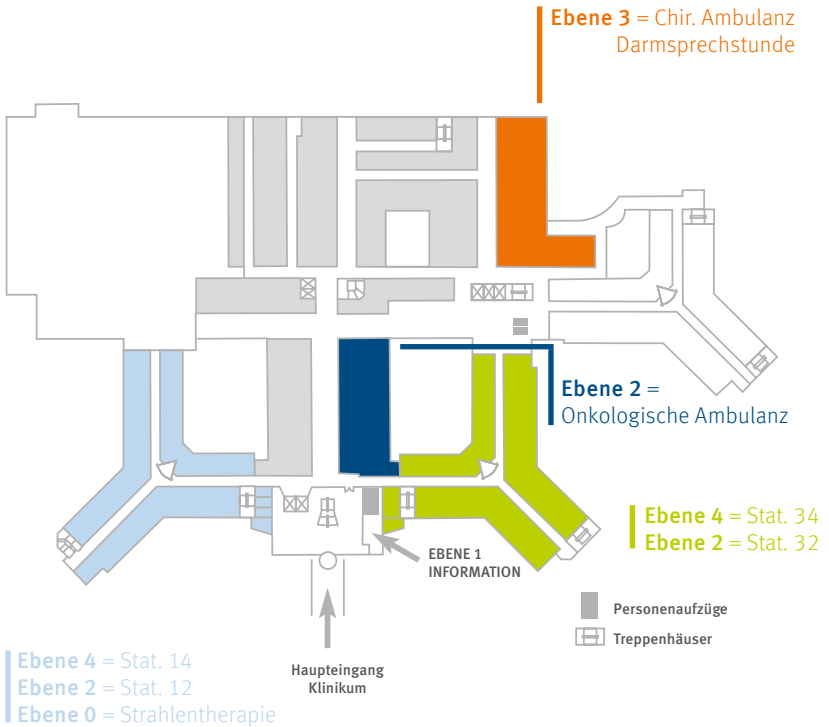 Ebene 3 = Chir. Ambulanz
Darmsprechstunde
Ebene 2 =
Onkologische Ambulanz
Ebene 4 = Stat. 34
Ebene 2 = Stat. 32
EBENE 1
INFORMATION
Personenaufzüge
Treppenhäuser
Haupteingang
Klinikum
Ebene 4 = Stat. 14
Ebene 2 = Stat. 12
Ebene 0 = Strahlentherapie